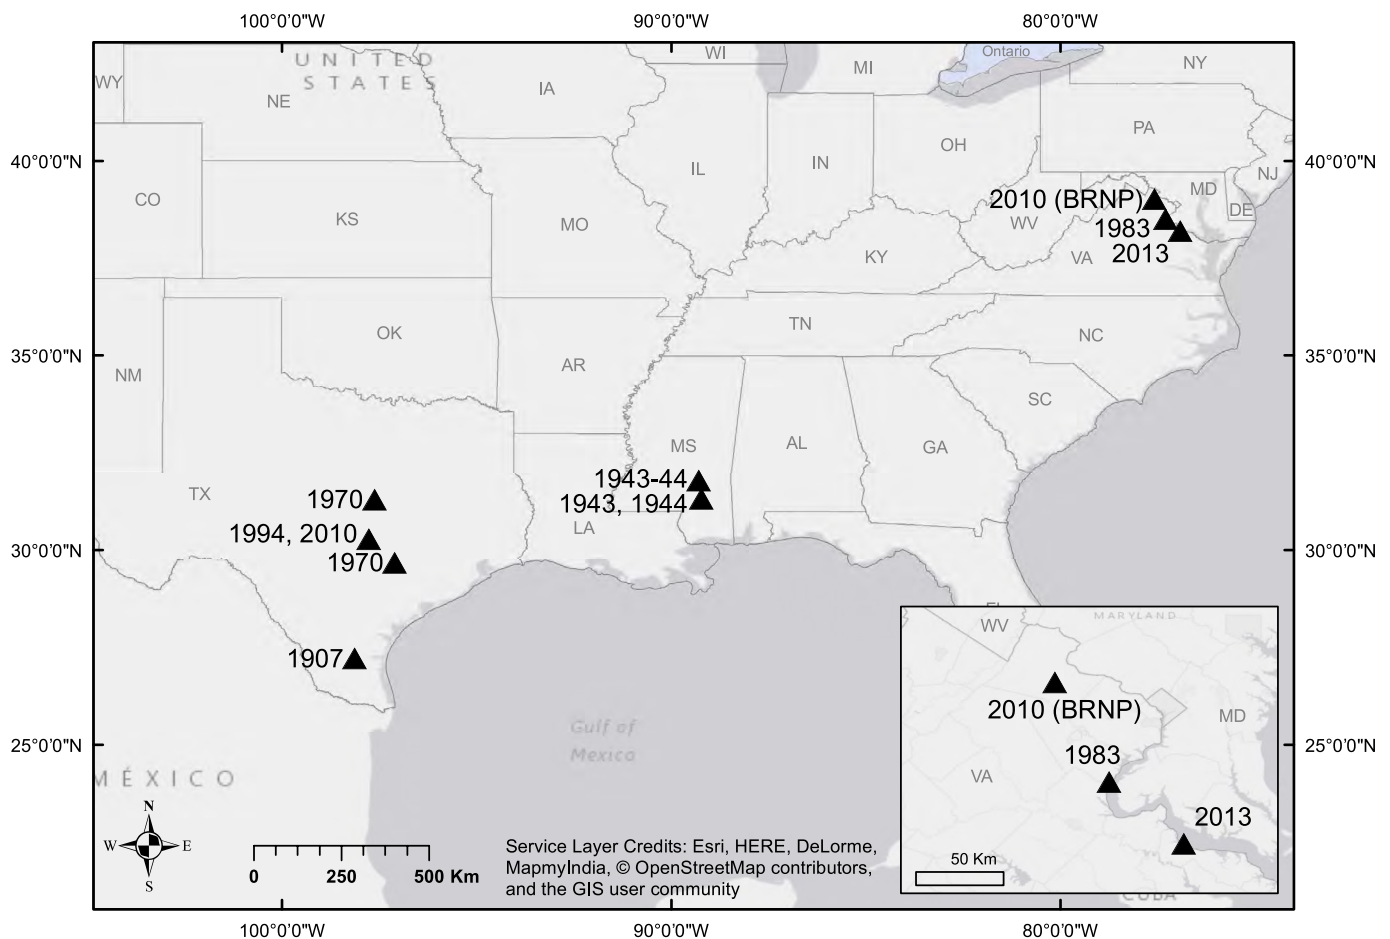 100°0'0"W 90°0'0"W 80°0'0"W
Ontario
WI
MI
NY
UNITED
STATES
WY
NE
IA
PA
40°0'0"N
40°0'0"N
OH
IL
IN
NJ
MD
CO
2010 (BRNP)
DE
KS
MO
WV
1983
2013
KY
VA
TN
OK
NC
35°0'0"N
35°0'0"N
AR
NM
SC
MS
AL
GA
1943-44
TX
1970
1943, 1944
LA
1994, 2010
30°0'0"N
30°0'0"N
1970
1907
WV
MARYLAND
2010 (BRNP)
MD
1983
VA
2013
50 Km
Gulf of
Mexico
25°0'0"N
25°0'0"N
MÉXICO
N
W E
S
0 250 500 Km
Service Layer Credits: Esri, HERE, DeLorme,
MapmyIndia, © OpenStreetMap contributors,
and the GIS user community
CUBA
100°0'0"W 90°0'0"W 80°0'0"W